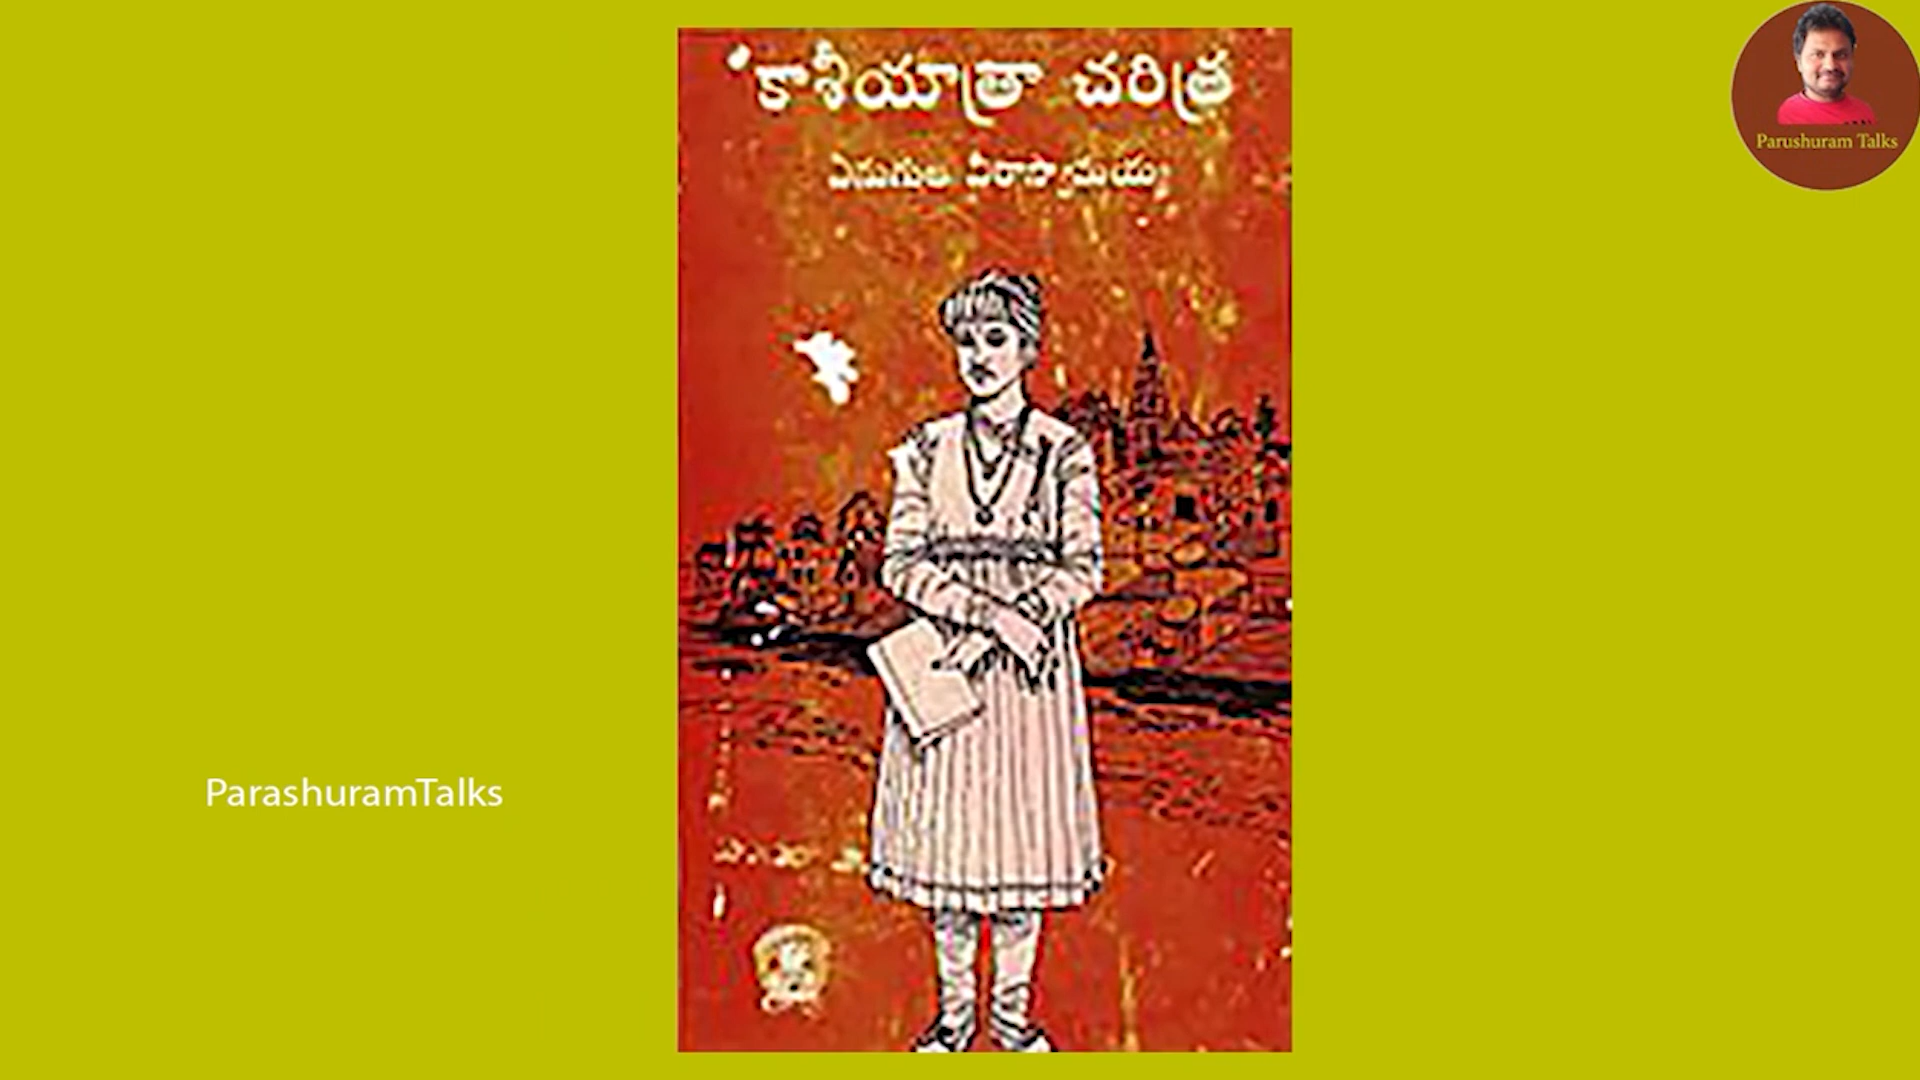 కాశీయాత్రా చరిత్ర
ఏనుగుల వీరాస్వామయ్య
Parushuram Talks
ParashuramTalks